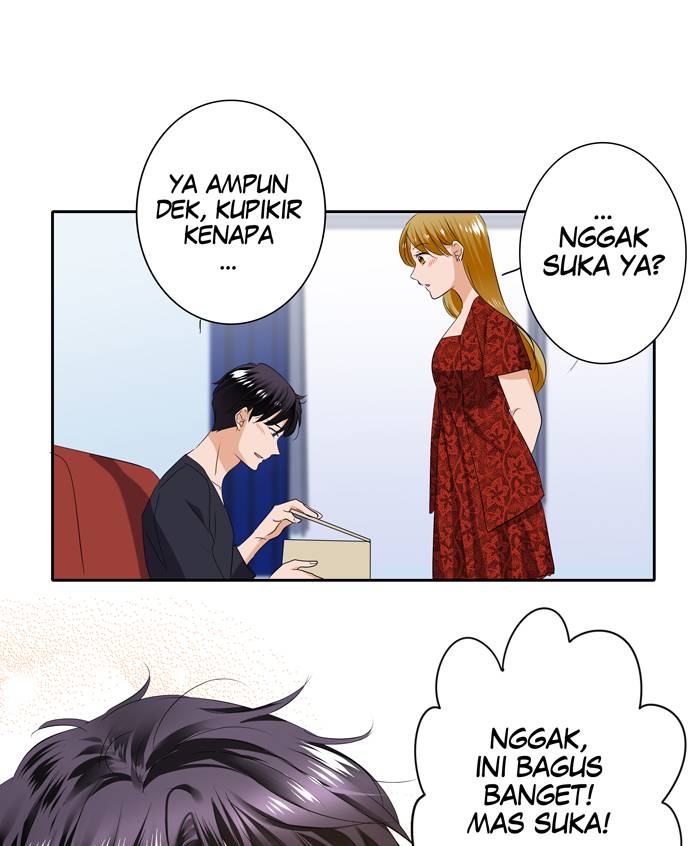 YA AMPUN
DEK, KUPIKIR
KENAPA
...
...
NGGAK
SUKA YA?
NGGAK,
INI BAGUS
BANGET!
MAS SUKA!